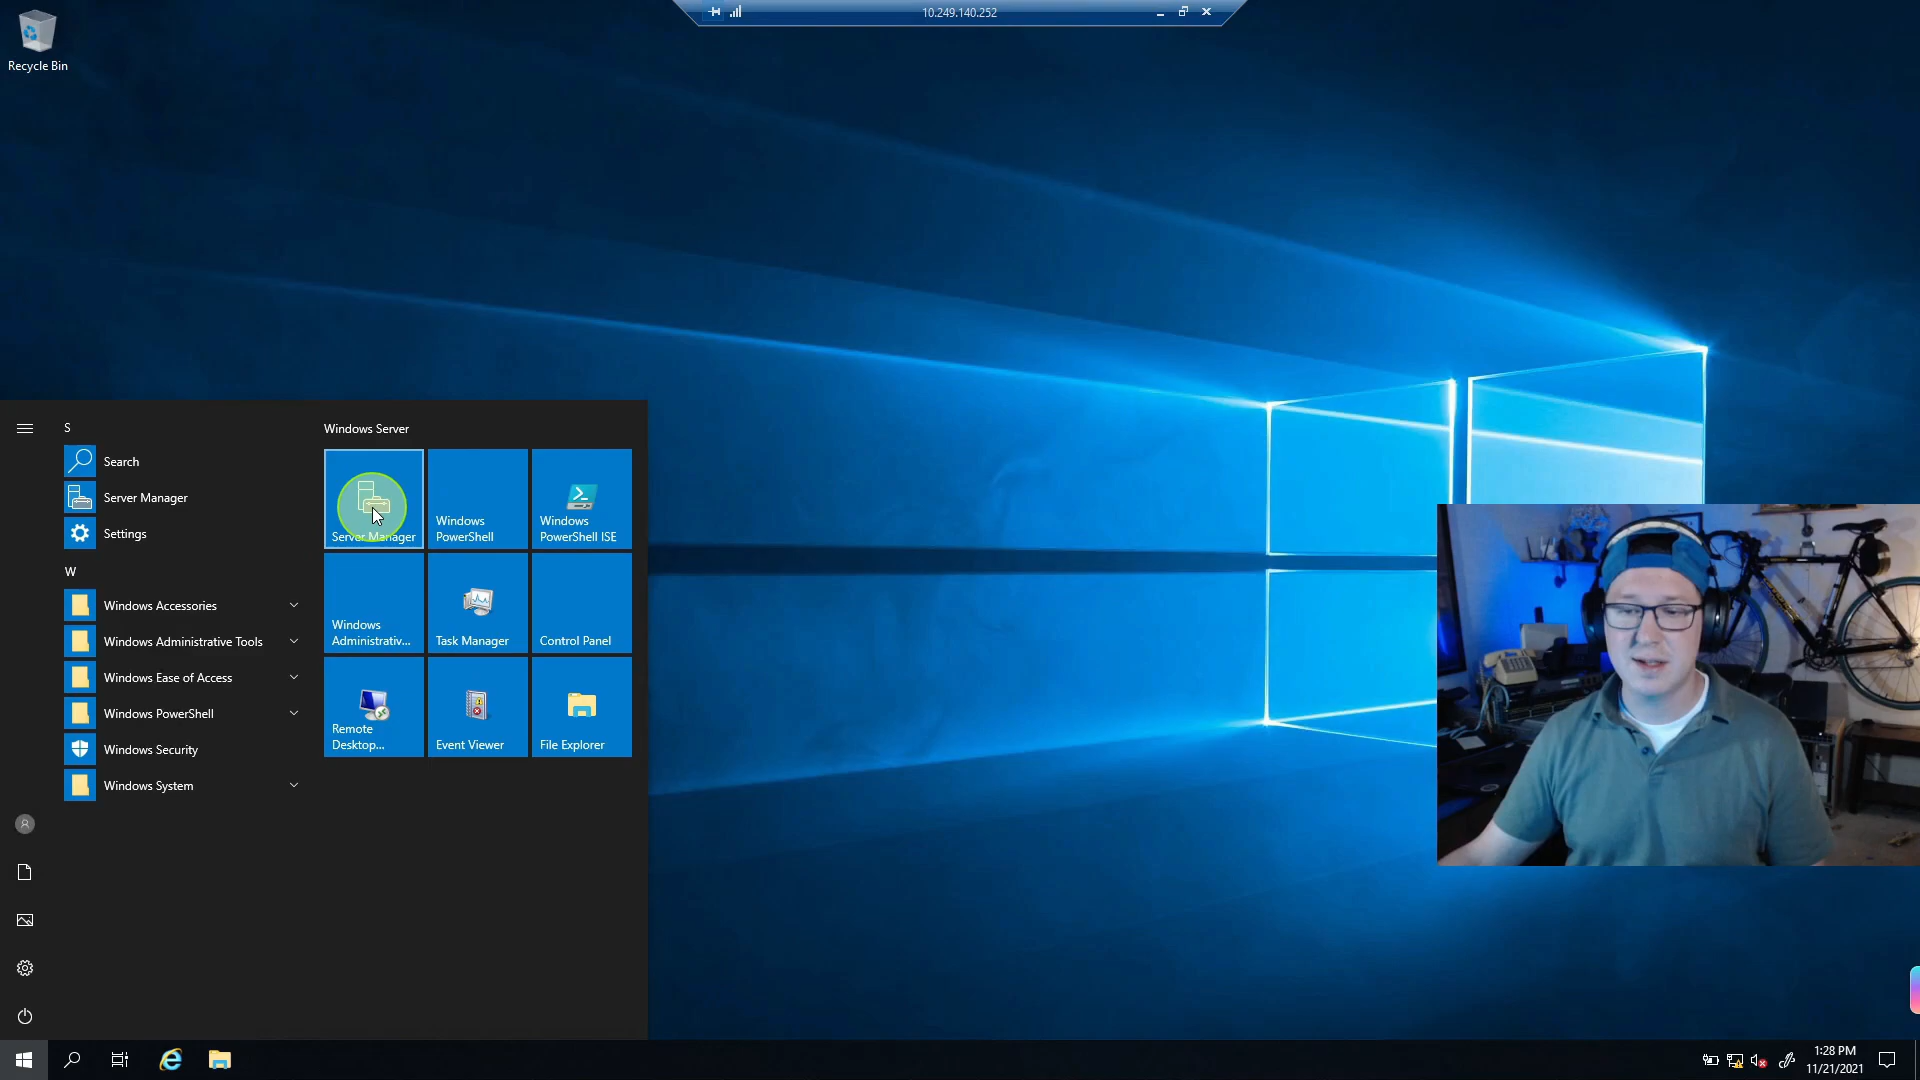 10.249.140.252
Recycle Bin
S
Search
Server Manager
Settings
W
Windows Accessories
Windows Administrative Tools
Windows Ease of Access
Windows PowerShell
Windows Security
Windows System
Windows Server
Server Manager
Windows
PowerShell
Windows
PowerShell ISE
Windows
Administrativ...
Task Manager
Control Panel
Remote
Desktop...
Event Viewer
File Explorer
1:28 PM
11/21/2021